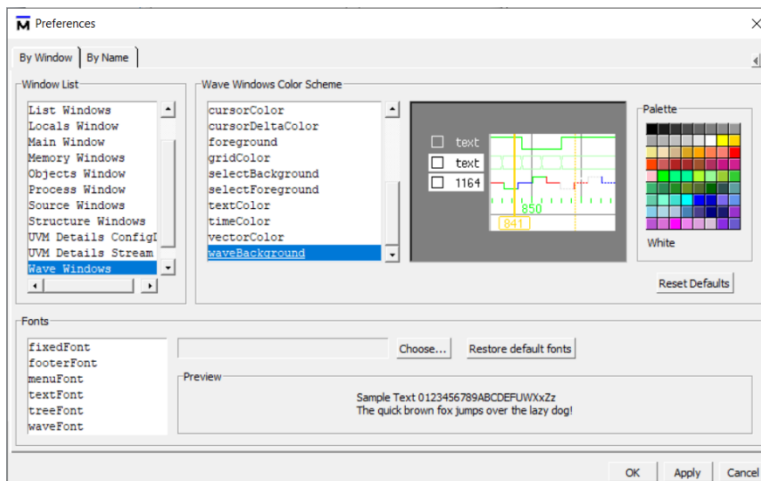 Preferences
By Window
By Name
Window List
List Windows
Locals Window
Main Window
Memory Windows
Objects Window
Process Window
Source Windows
Structure Windows
UVM Details ConfigD
UVM Details Stream
Wave Windows
Wave Windows Color Scheme
cursorColor
cursorDeltaColor
foreground
gridColor
selectBackground
selectForeground
textColor
timeColor
vectorColor
waveBackground
text
text
1164
850
841
Palette
White
Reset Defaults
Fonts
fixedFont
footerFont
menuFont
textFont
treeFont
waveFont
Choose...
Restore default fonts
Preview
Sample Text 0123456789ABCDEFUWXxZz
The quick brown fox jumps over the lazy dog!
OK
Apply
Cancel